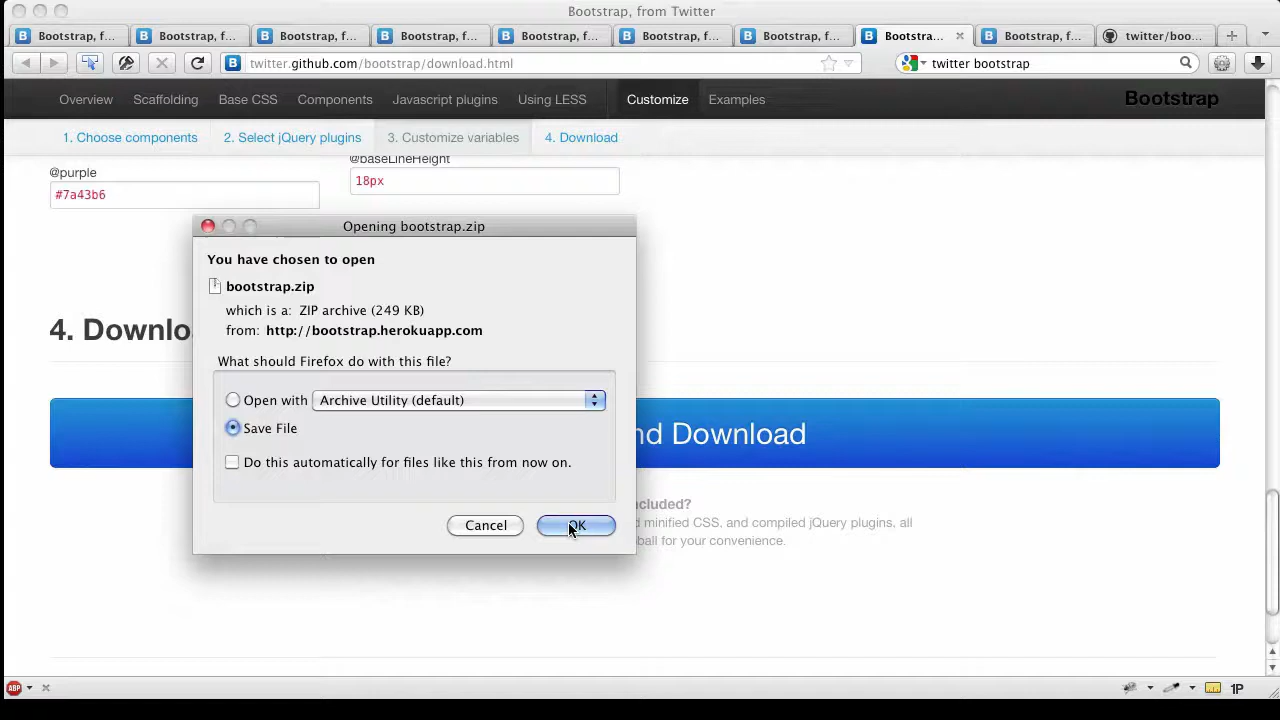 Bootstrap, from Twitter
Bootstrap, f... Bootstrap, f... Bootstrap, f... Bootstrap, f... Bootstrap, f... Bootstrap, f... Bootstrap, f... Bootstra... Bootstrap, f... twitter/boo...
twitter.github.com/bootstrap/download.html twitter bootstrap
Overview Scaffolding Base CSS Components Javascript plugins Using LESS Customize Examples Bootstrap
1. Choose components 2. Select jQuery plugins 3. Customize variables 4. Download
@purple @baseLineHeight
#7a43b6 18px
Opening bootstrap.zip
You have chosen to open
bootstrap.zip
which is a: ZIP archive (249 KB)
from: http://bootstrap.herokuapp.com
What should Firefox do with this file?
Open with Archive Utility (default)
Save File
Do this automatically for files like this from now on.
Cancel OK
4. Downlo
nd Download
cluded?
d minified CSS, and compiled jQuery plugins, all
ball for your convenience.
ABP 1P